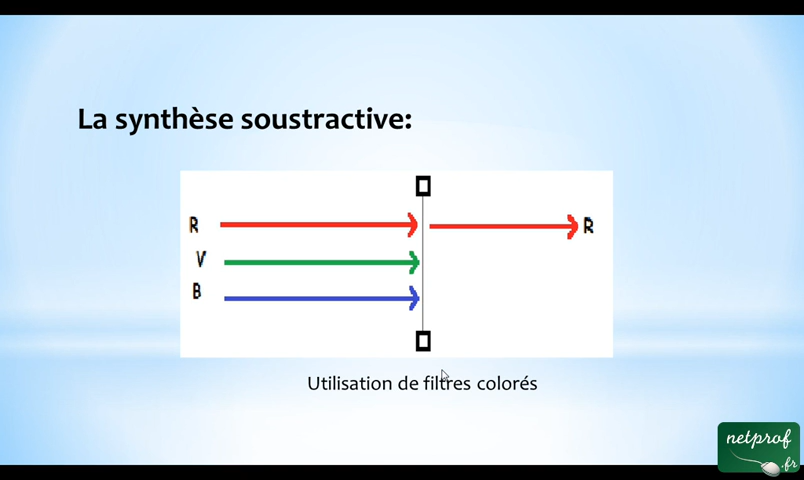 La synthèse soustractive:
R
R
V
B
Utilisation de filtres colorés
netprof
.fr